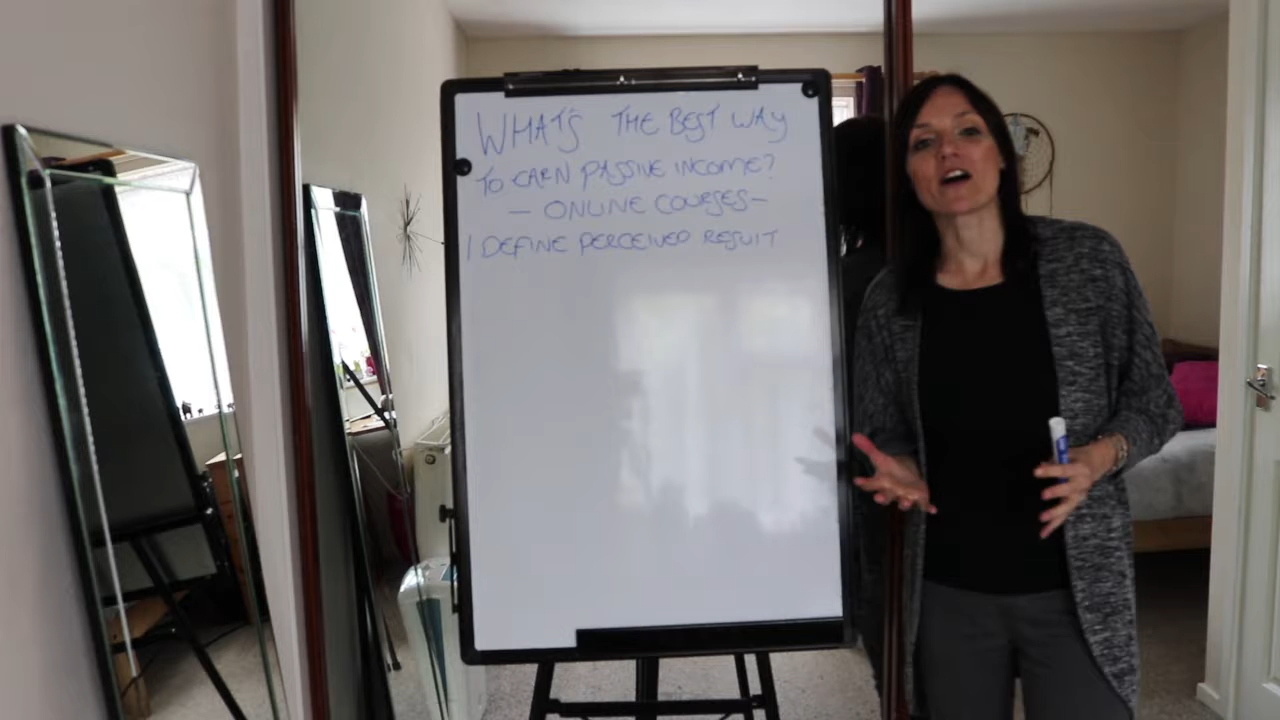 WHAT'S THE BEST WAY
TO EARN PASSIVE INCOME?
— ONLINE COURSES—
1 DEFINE PERCEIVED RESULT